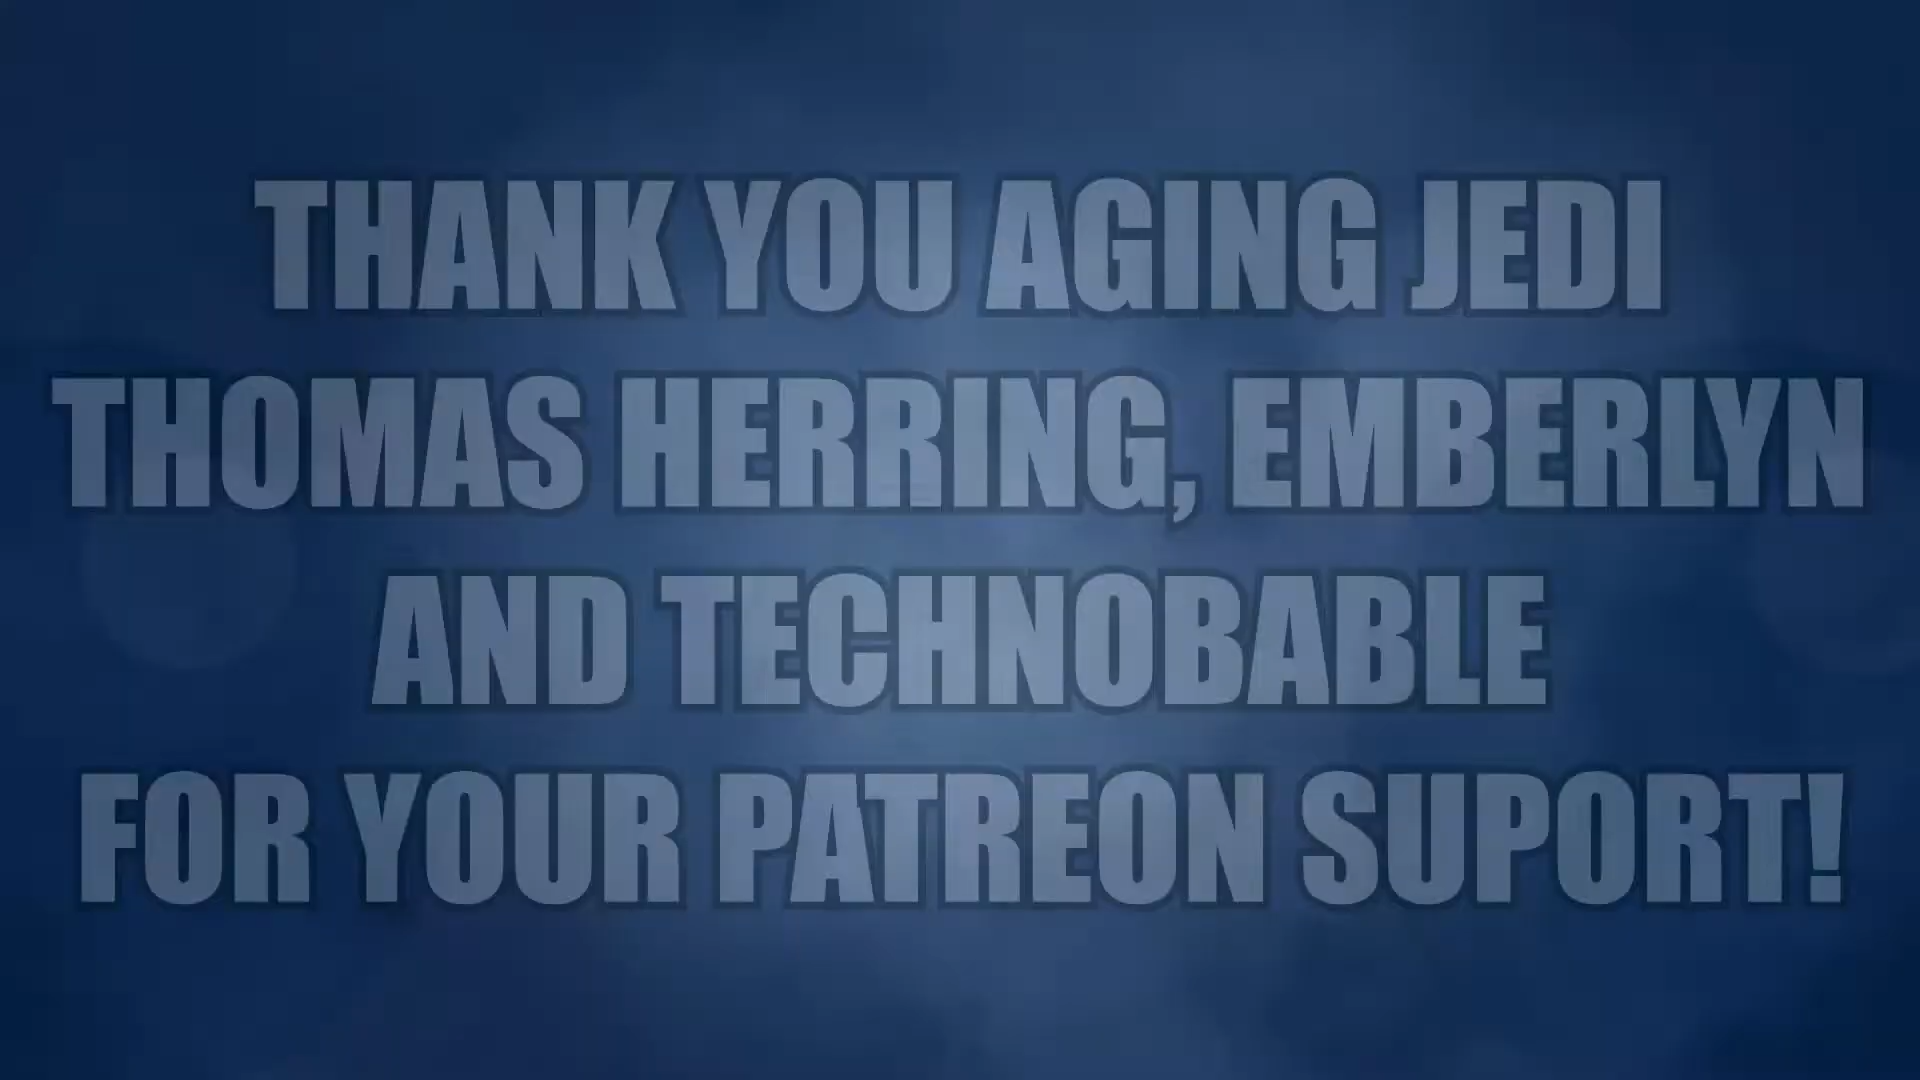 THANK YOU AGING JEDI
THOMAS HERRING, EMBERLYN
AND TECHNOBABLE
FOR YOUR PATREON SUPORT!